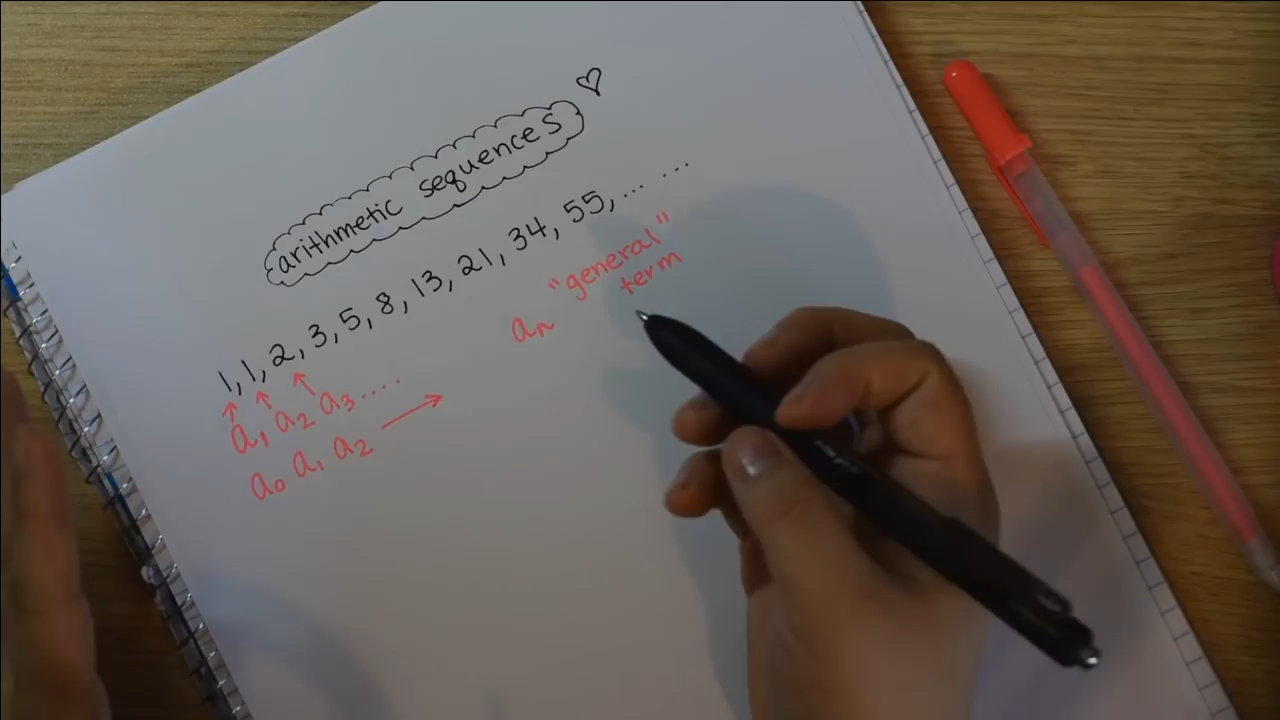 arithmetic sequences
1, 1, 2, 3, 5, 8, 13, 21, 34, 55, ... ...
a₁ a₂ a₃ ....
a₀ a₁ a₂
aₙ "general"
term